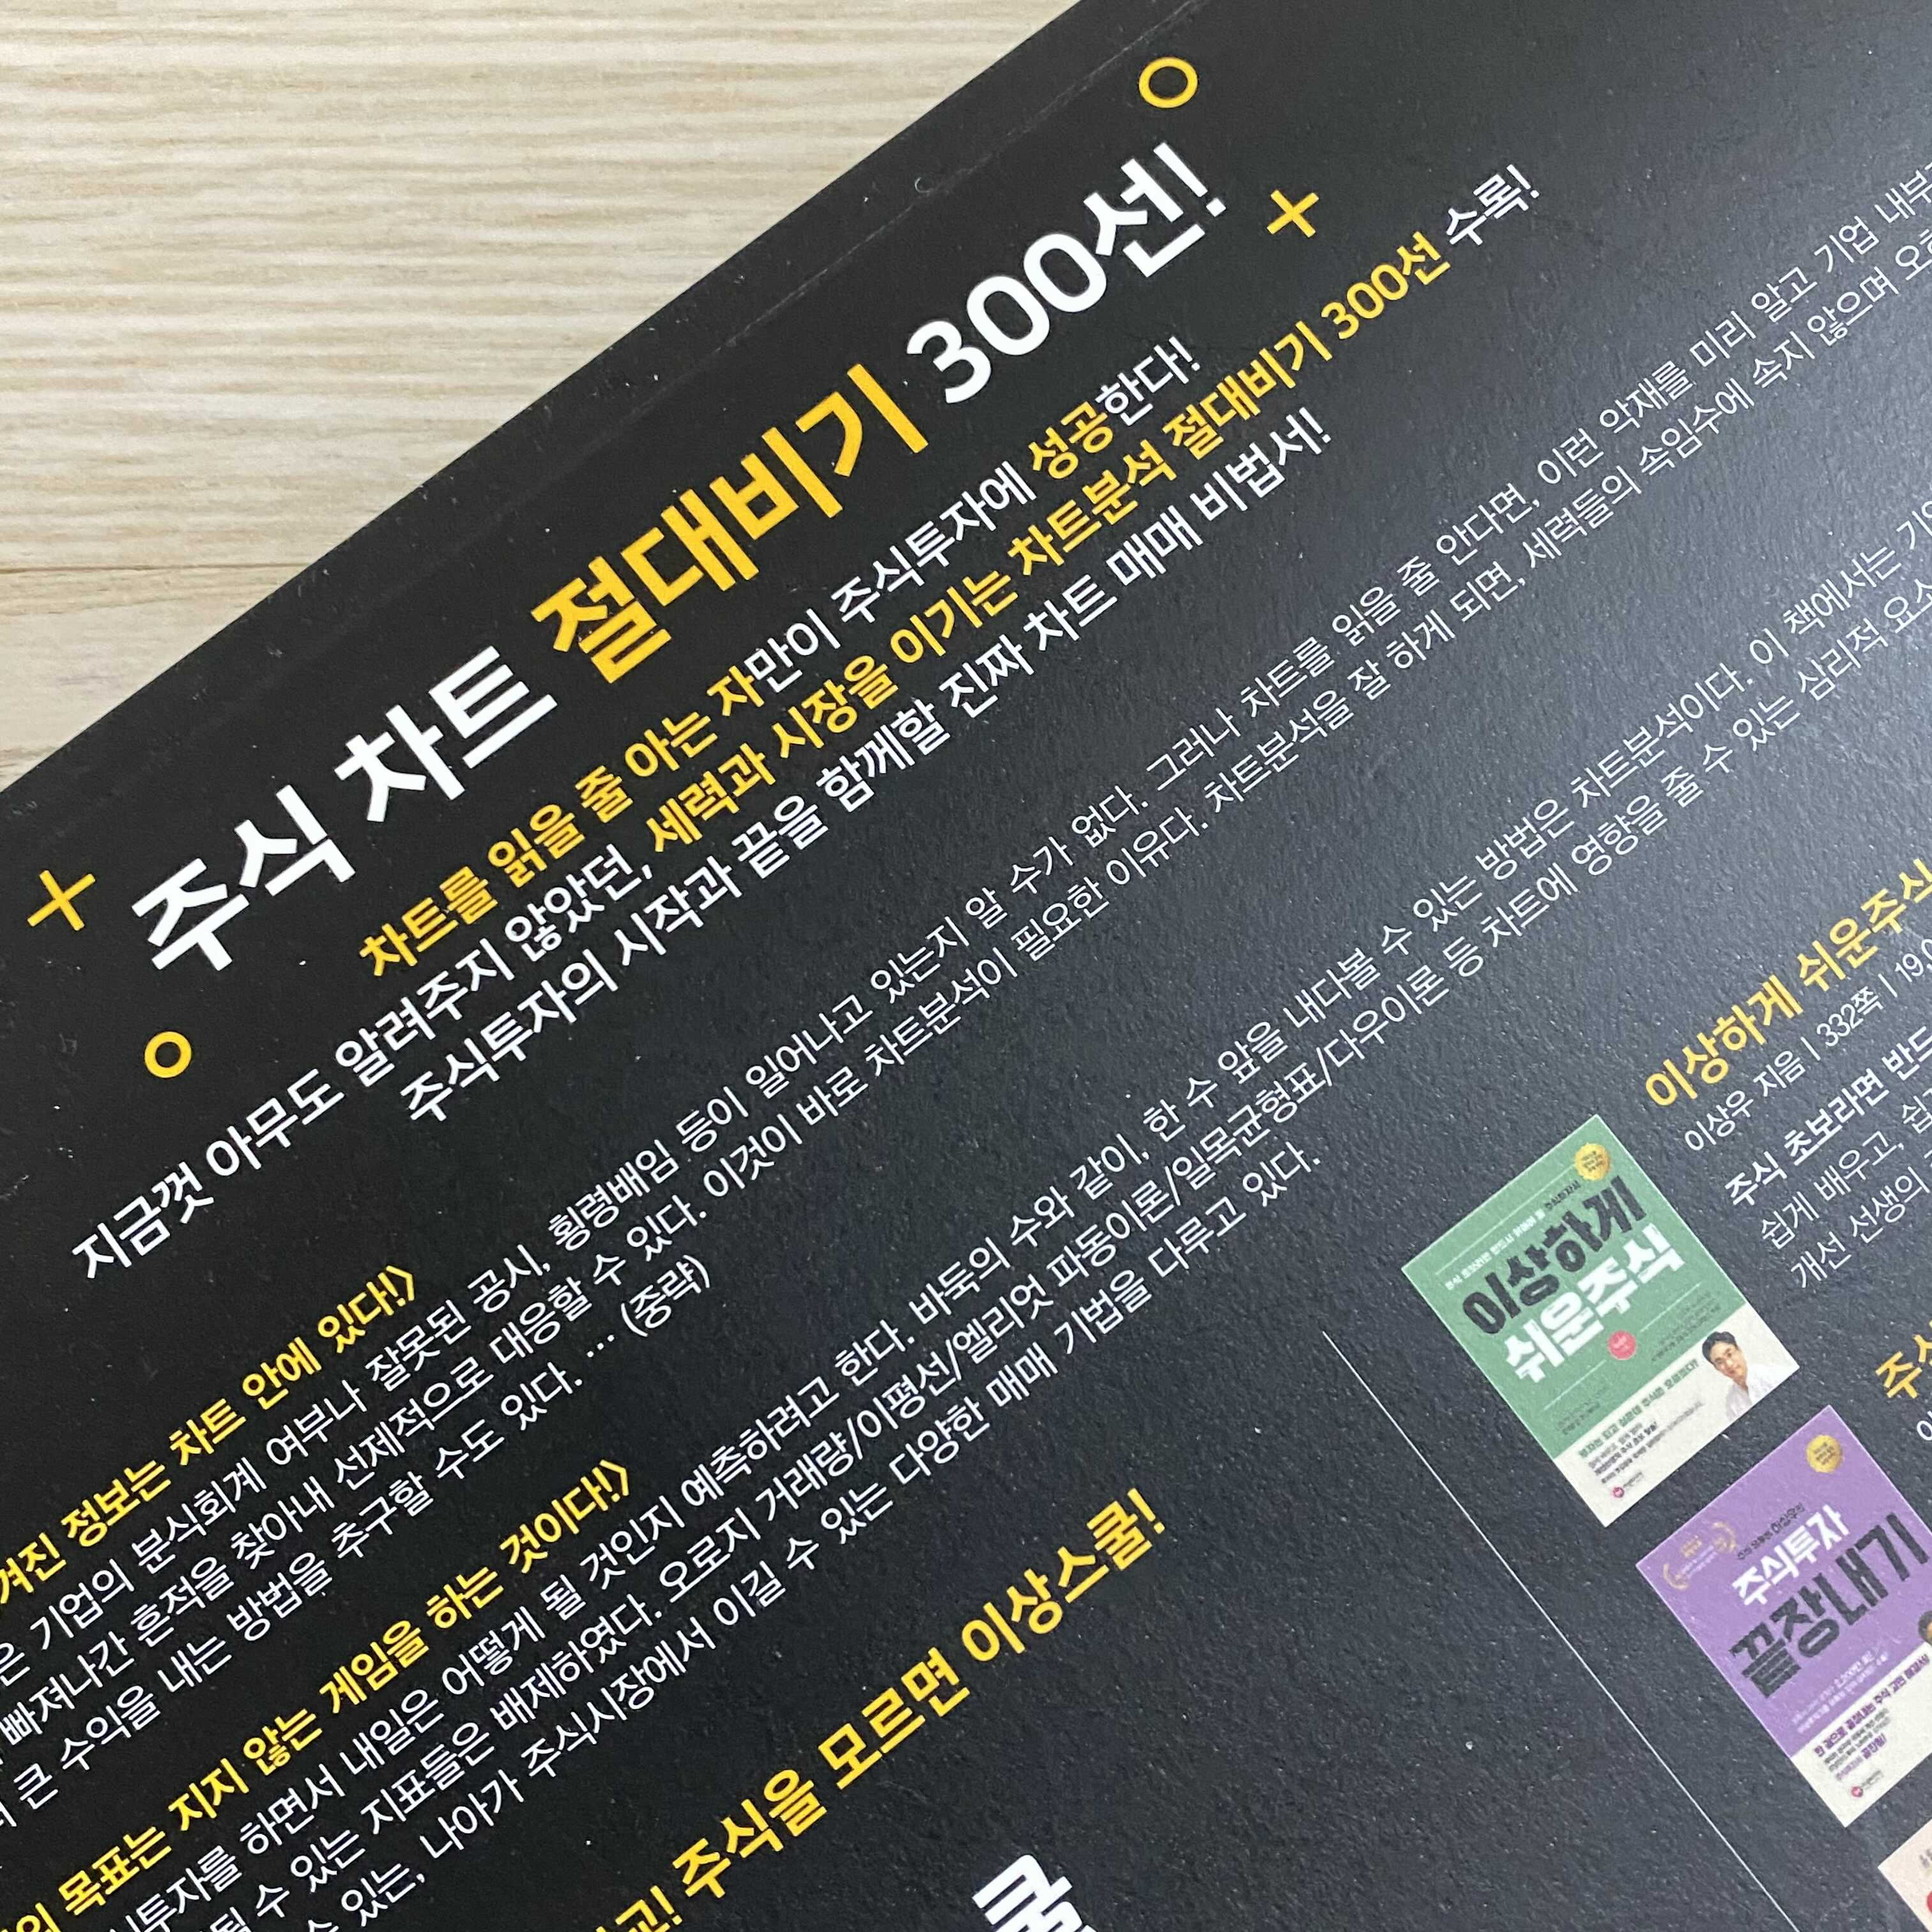 주식 차트 절대비기 300선!
차트를 읽을 줄 아는 자만이 주식투자에 성공한다!
지금껏 아무도 알려주지 않았던, 세력과 시장을 이기는 차트분석 절대비기 300선 수록!
주식투자의 시작과 끝을 함께할 진짜 차트 매매 비법서!
정보는 차트 안에 있다!〉
기업의 분식회계 여부나 잘못된 공시, 횡령배임 등이 일어나고 있는지 알 수가 없다. 그러나 차트를 읽을 줄 안다면, 이런 악재를 미리 알고 기업 내부
빠져나간 흔적을 찾아내 선제적으로 대응할 수 있다. 이것이 바로 차트분석이 필요한 이유다. 차트분석을 잘 하게 되면, 세력들의 속임수에 속지 않으며
큰 수익을 내는 방법을 추구할 수도 있다. … (중략)
목표는 지지 않는 게임을 하는 것이다!〉
하면서 내일은 어떻게 될 것인지 예측하려고 한다. 바둑의 수와 같이, 한 수 앞을 내다볼 수 있는 방법은 차트분석이다. 이 책에서는
수 있는 지표들은 배제하였다. 오로지 거래량/이평선/엘리엇 파동이론/일목균형표/다우이론 등 차트에 영향을 줄 수 있는 심리적
있는, 나아가 주식시장에서 이길 수 있는 다양한 매매 기법을 다루고 있다.
주식을 모르면 이상스쿨!
쿨
이상하게 쉬운주식
이상우 지음 | 332쪽 |
주식 초보라면
쉽게 배우고,
개선 선생의
이상하게
쉬운주식
주식투자
끝장내기